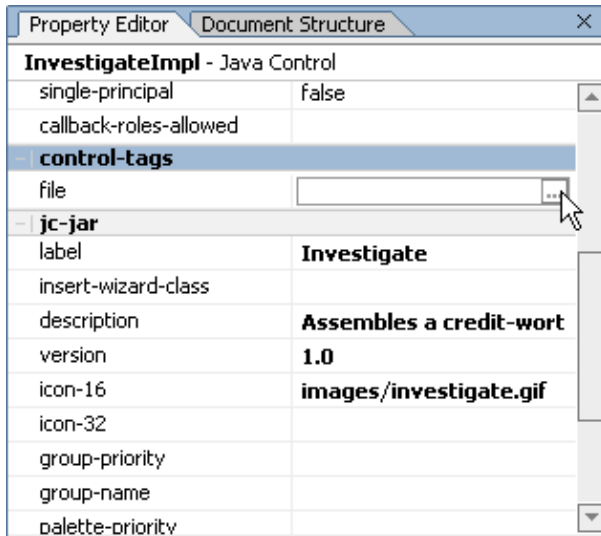 Property Editor Document Structure
InvestigateImpl - Java Control
single-principal false
callback-roles-allowed
control-tags
file ...
jc-jar
label Investigate
insert-wizard-class
description Assembles a credit-wort
version 1.0
icon-16 images/investigate.gif
icon-32
group-priority
group-name
palette-priority